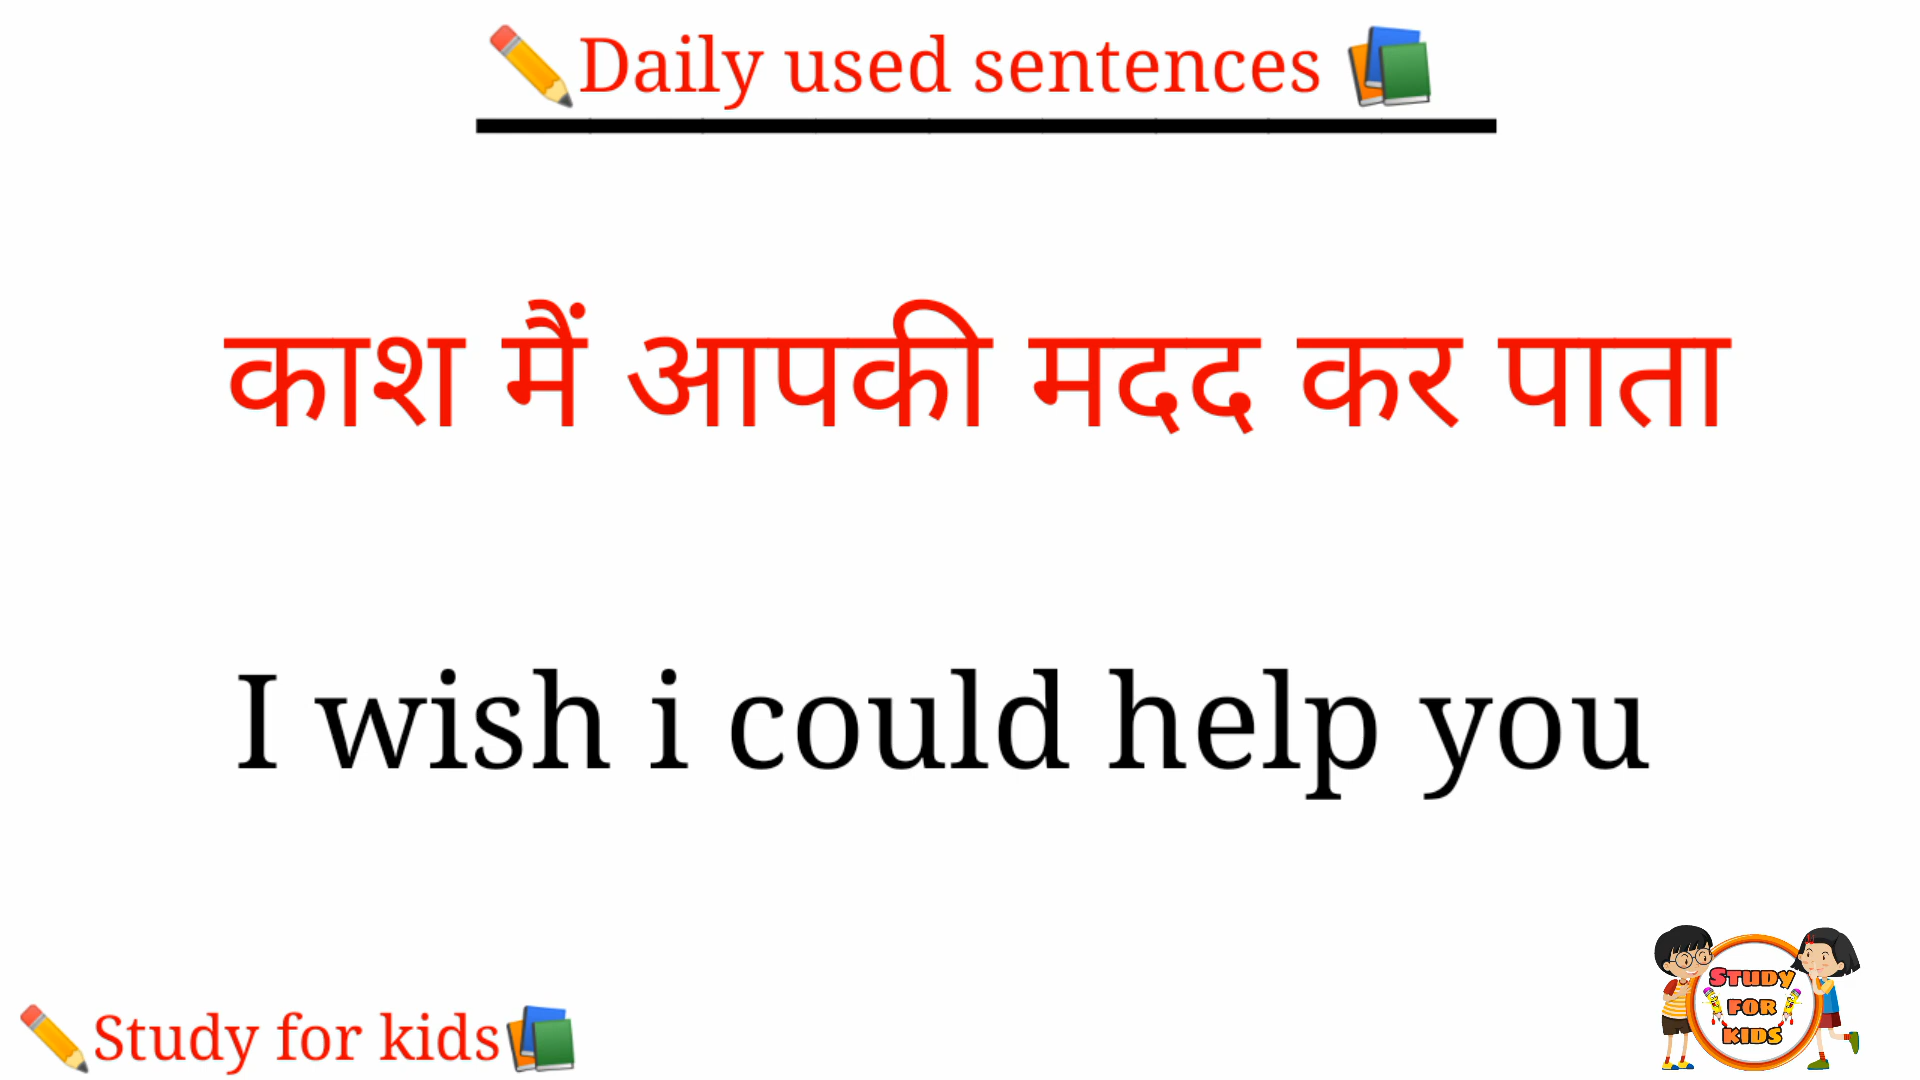 ✏️Daily used sentences 📚
काश मैं आपकी मदद कर पाता
I wish i could help you
✏️Study for kids📚
STUDY
FOR
KIDS